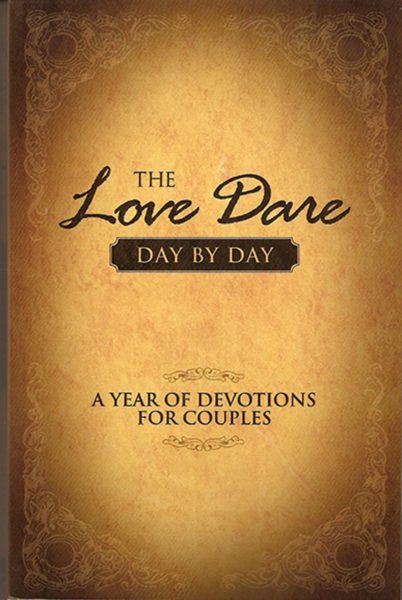 THE
Love Dare
DAY BY DAY
A YEAR OF DEVOTIONS
FOR COUPLES